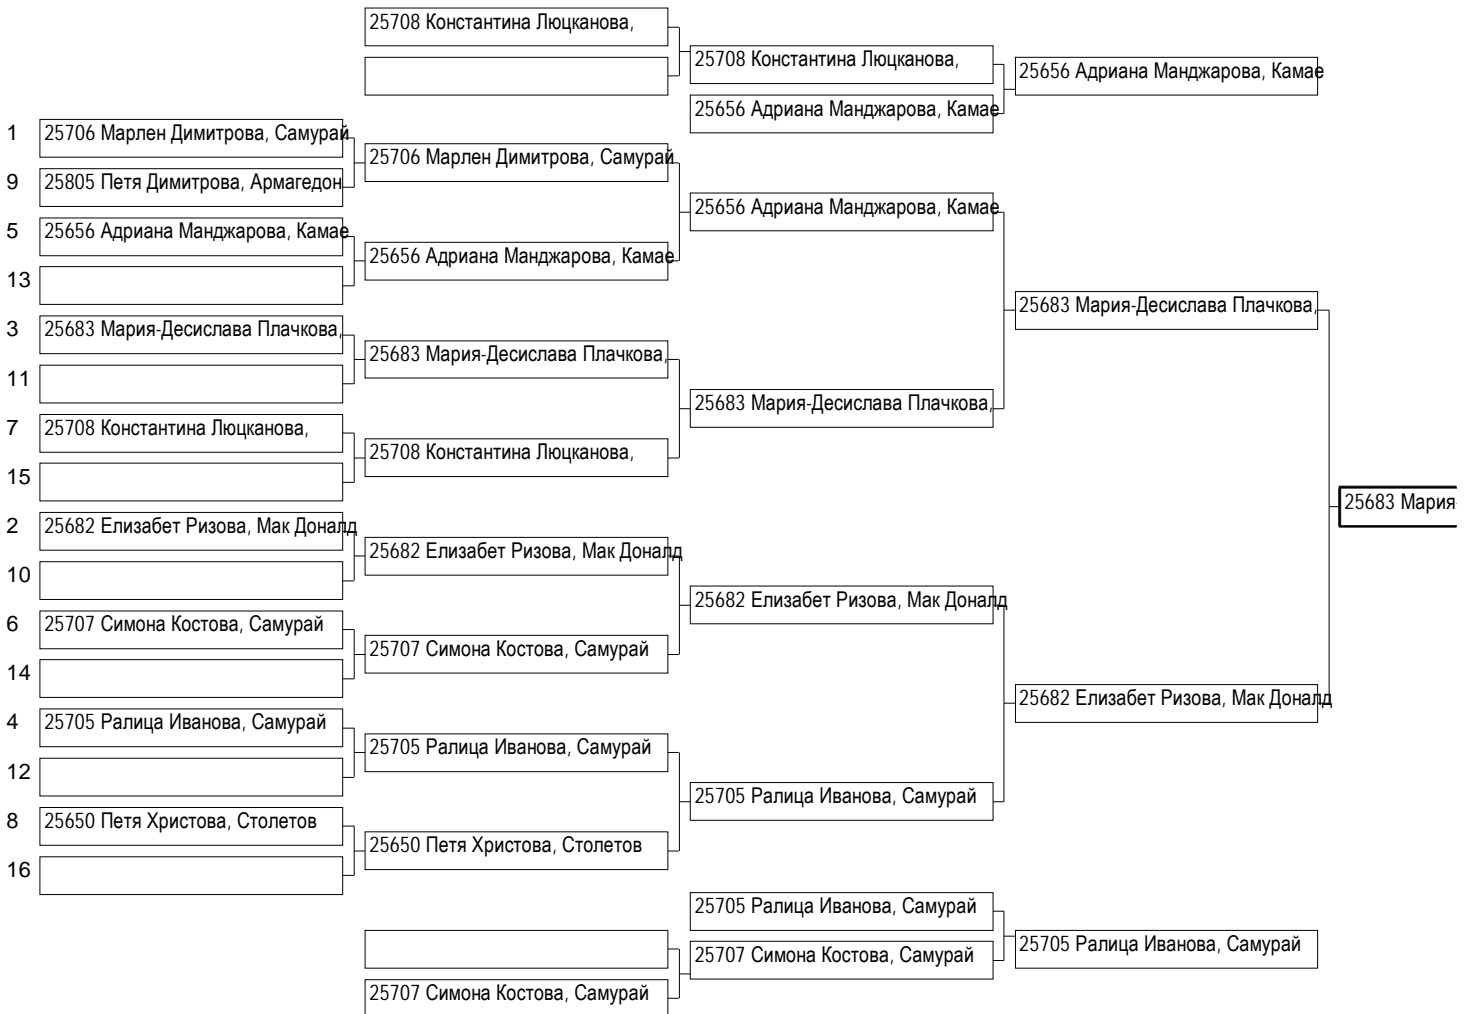 25708 Константина Люцканова,
25708 Константина Люцканова,
25656 Адриана Манджарова, Камае
25656 Адриана Манджарова, Камае
1 25706 Марлен Димитрова, Самурай
25706 Марлен Димитрова, Самурай
9 25805 Петя Димитрова, Армагедон
25656 Адриана Манджарова, Камае
5 25656 Адриана Манджарова, Камае
25656 Адриана Манджарова, Камае
13
25683 Мария-Десислава Плачкова,
3 25683 Мария-Десислава Плачкова,
25683 Мария-Десислава Плачкова,
11
25683 Мария-Десислава Плачкова,
7 25708 Константина Люцканова,
25708 Константина Люцканова,
15
25683 Мария-
2 25682 Елизабет Ризова, Мак Доналд
25682 Елизабет Ризова, Мак Доналд
10
25682 Елизабет Ризова, Мак Доналд
6 25707 Симона Костова, Самурай
25707 Симона Костова, Самурай
14
25682 Елизабет Ризова, Мак Доналд
4 25705 Ралица Иванова, Самурай
25705 Ралица Иванова, Самурай
12
25705 Ралица Иванова, Самурай
8 25650 Петя Христова, Столетов
25650 Петя Христова, Столетов
16
25705 Ралица Иванова, Самурай
25705 Ралица Иванова, Самурай
25707 Симона Костова, Самурай
25707 Симона Костова, Самурай